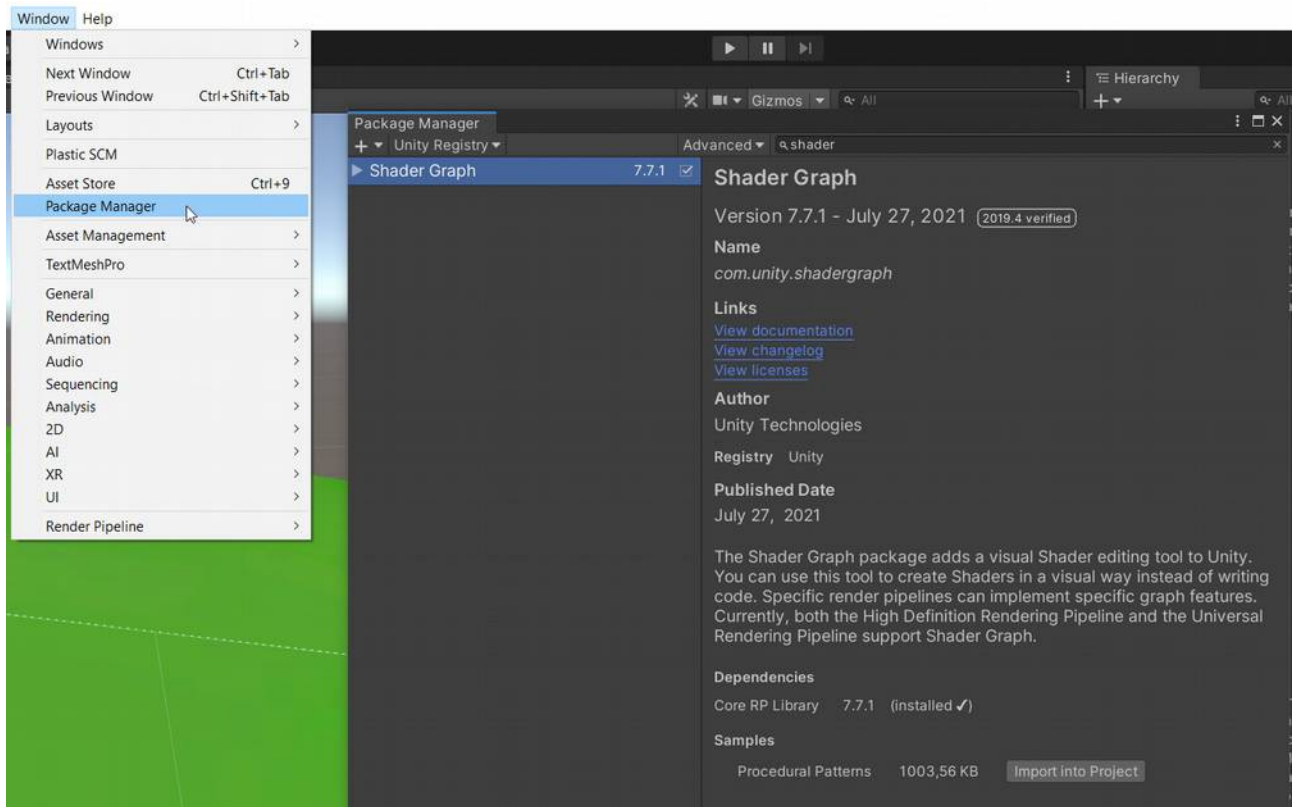 Window Help
Windows
Next Window Ctrl+Tab
Previous Window Ctrl+Shift+Tab
Layouts
Plastic SCM
Asset Store Ctrl+9
Package Manager
Asset Management
TextMeshPro
General
Rendering
Animation
Audio
Sequencing
Analysis
2D
AI
XR
UI
Render Pipeline
Hierarchy
Gizmos All
All
Package Manager
Unity Registry Advanced shader
Shader Graph 7.7.1
Shader Graph
Version 7.7.1 - July 27, 2021 2019.4 verified
Name
com.unity.shadergraph
Links
View documentation
View changelog
View licenses
Author
Unity Technologies
Registry Unity
Published Date
July 27, 2021
The Shader Graph package adds a visual Shader editing tool to Unity.
You can use this tool to create Shaders in a visual way instead of writing
code. Specific render pipelines can implement specific graph features.
Currently, both the High Definition Rendering Pipeline and the Universal
Rendering Pipeline support Shader Graph.
Dependencies
Core RP Library 7.7.1 (installed ✓)
Samples
Procedural Patterns 1003,56 KB Import into Project